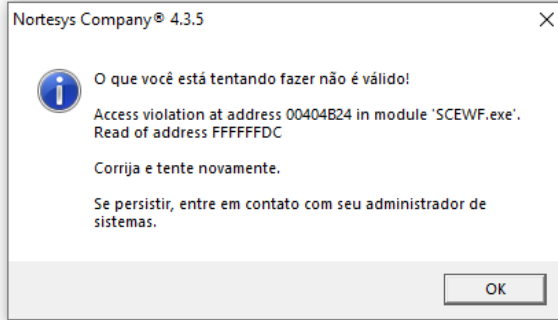 Nortesys Company® 4.3.5
O que você está tentando fazer não é válido!
Access violation at address 00404B24 in module 'SCEWF.exe'.
Read of address FFFFFFDC
Corrija e tente novamente.
Se persistir, entre em contato com seu administrador de
sistemas.
OK